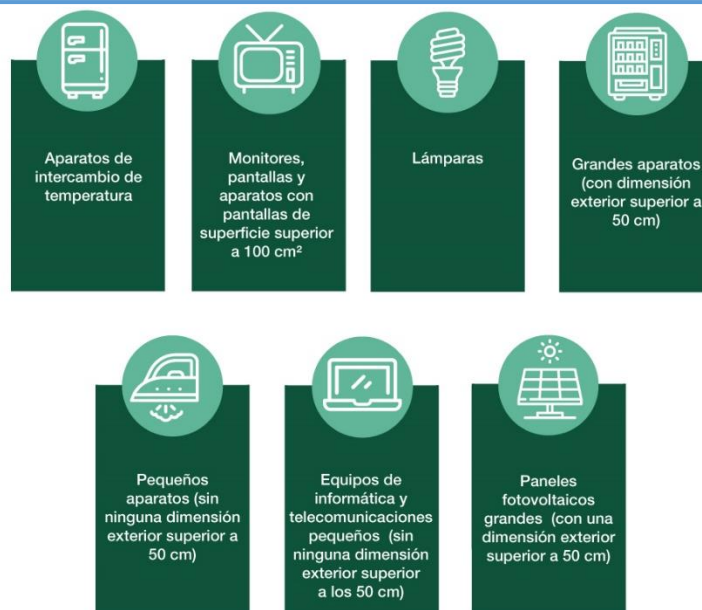 Aparatos de
intercambio de
temperatura
Monitores,
pantallas y
aparatos con
pantallas de
superficie superior
a 100 cm²
Lámparas
Grandes aparatos
(con dimensión
exterior superior a
50 cm)
Pequeños
aparatos (sin
ninguna dimensión
exterior superior a
50 cm)
Equipos de
informática y
telecomunicaciones
pequeños (sin
ninguna dimensión
exterior superior
a los 50 cm)
Paneles
fotovoltaicos
grandes (con una
dimensión exterior
superior a 50 cm)